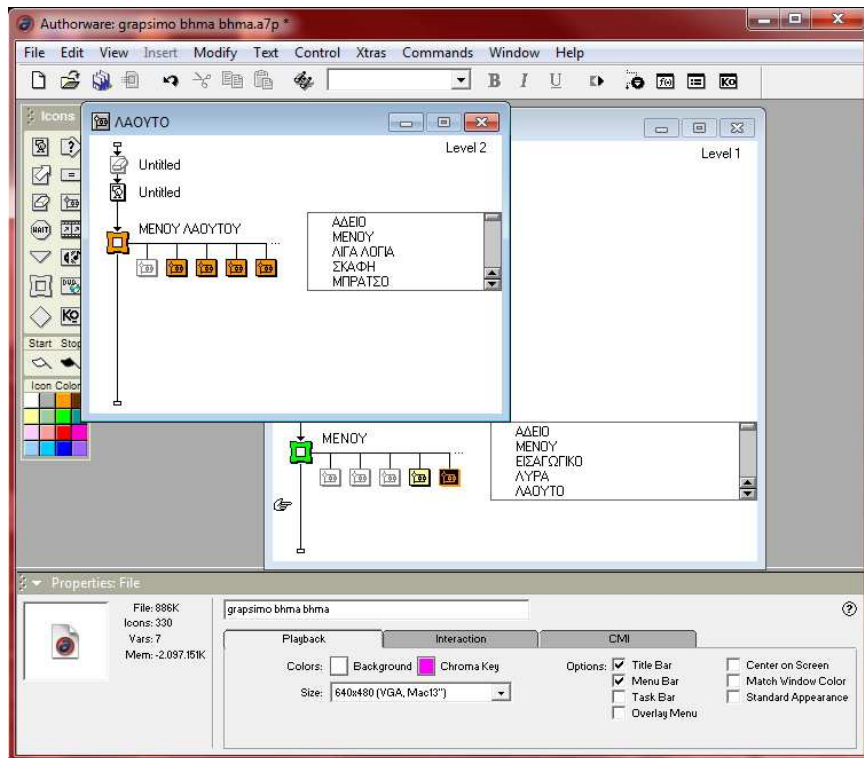 Authorware: grapsimo bhma bhma.a7p *
File Edit View Insert Modify Text Control Xtras Commands Window Help
B I U
Icons
ΛΑΟΥΤΟ
Level 2
Untitled
Untitled
ΜΕΝΟΥ ΛΑΟΥΤΟΥ
ΑΔΕΙΟ
ΜΕΝΟΥ
ΛΙΓΑ ΛΟΓΙΑ
ΣΚΑΦΗ
ΜΠΡΑΤΣΟ
Level 1
WAIT
KO
Start Stop
Icon Color
ΜΕΝΟΥ
ΑΔΕΙΟ
ΜΕΝΟΥ
ΕΙΣΑΓΩΓΙΚΟ
ΛΥΡΑ
ΛΑΟΥΤΟ
Properties: File
File: 886K
Icons: 330
Vars: 7
Mem: -2.097.151K
grapsimo bhma bhma
Playback Interaction CMI
Colors: Background Chroma Key
Size: 640x480 (VGA, Mac13")
Options: Title Bar
Menu Bar
Task Bar
Overlay Menu
Center on Screen
Match Window Color
Standard Appearance